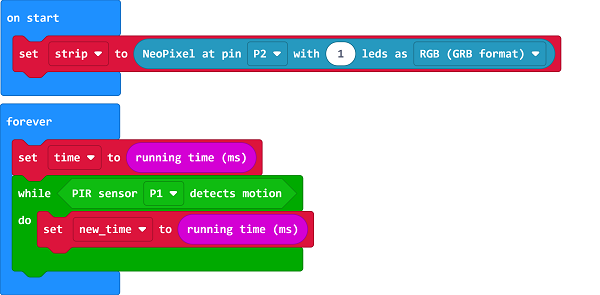 on start
set strip to NeoPixel at pin P2 with 1 leds as RGB (GRB format)
forever
set time to running time (ms)
while PIR sensor P1 detects motion
do set new_time to running time (ms)